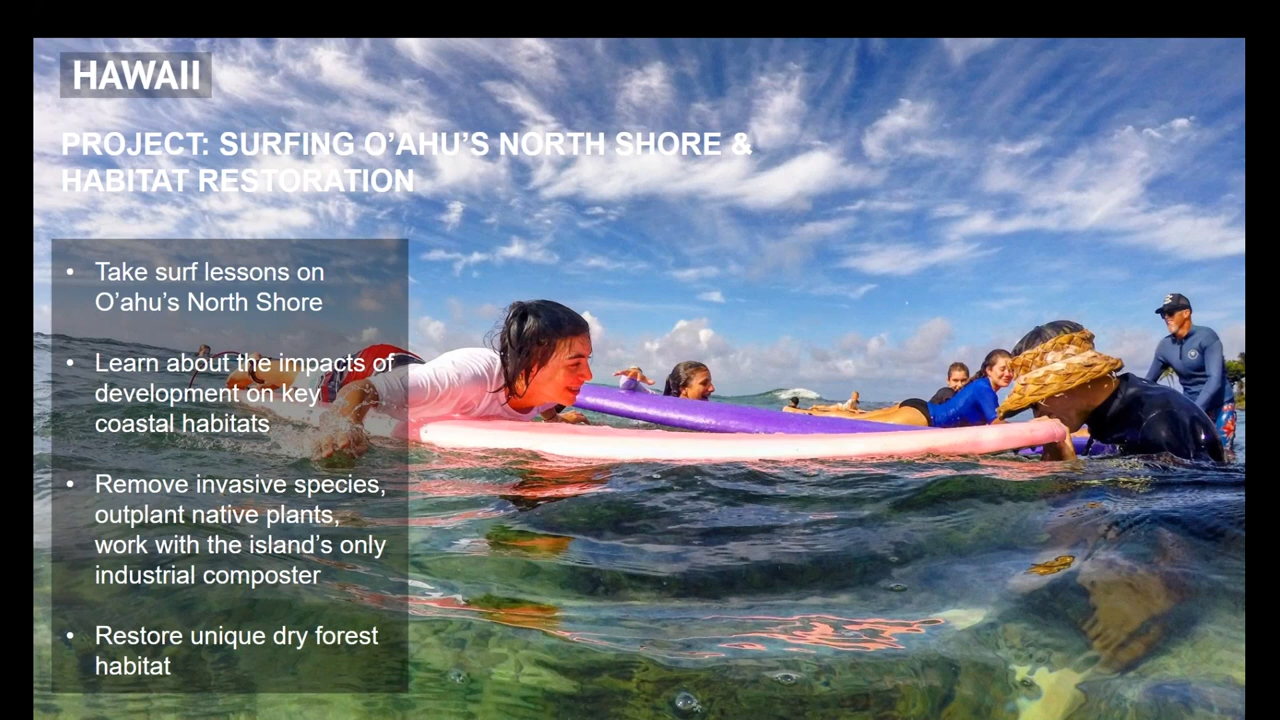 HAWAII
PROJECT: SURFING O’AHU’S NORTH SHORE &
HABITAT RESTORATION
• Take surf lessons on
O’ahu’s North Shore
• Learn about the impacts of
development on key
coastal habitats
• Remove invasive species,
outplant native plants,
work with the island’s only
industrial composter
• Restore unique dry forest
habitat